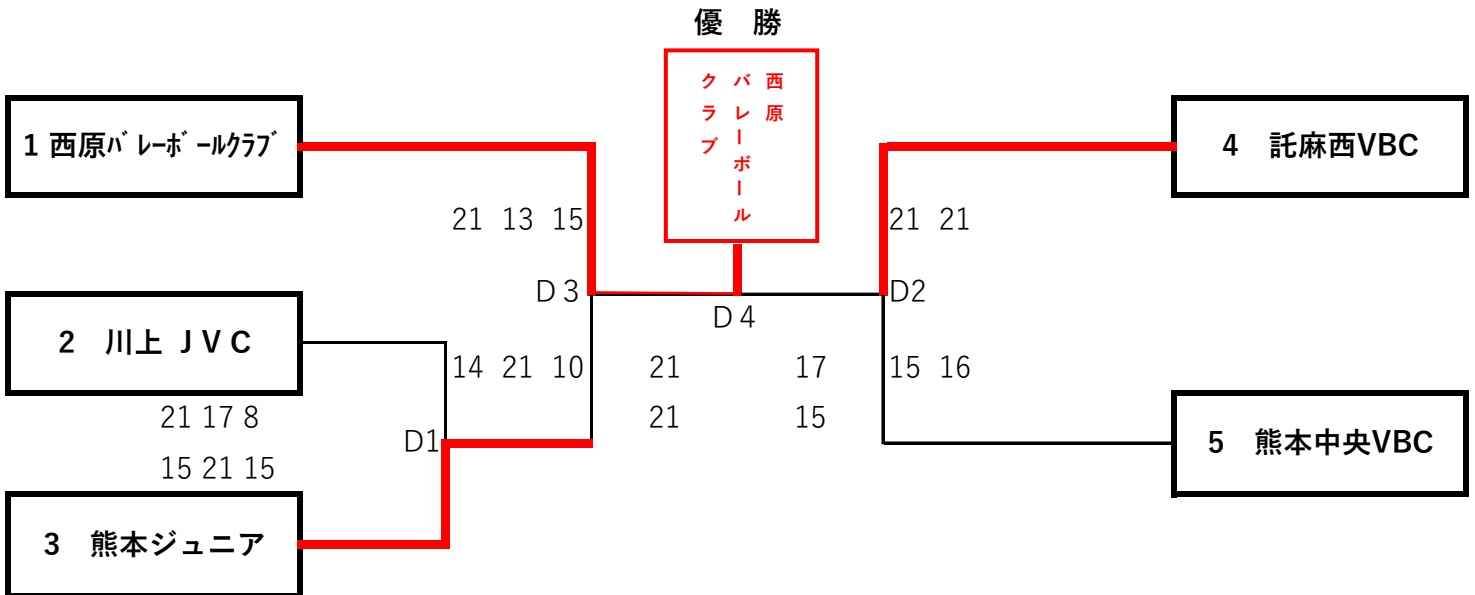 優　勝
西原
バレーボール
クラブ
1 西原ﾊﾞﾚｰﾎﾞｰﾙｸﾗﾌﾞ
4　託麻西VBC
21 13 15
21 21
D 3
D2
D 4
2　川上 ＪＶＣ
14 21 10
21　17
15 16
21 17 8
21　15
D1
5　熊本中央VBC
15 21 15
3　熊本ジュニア